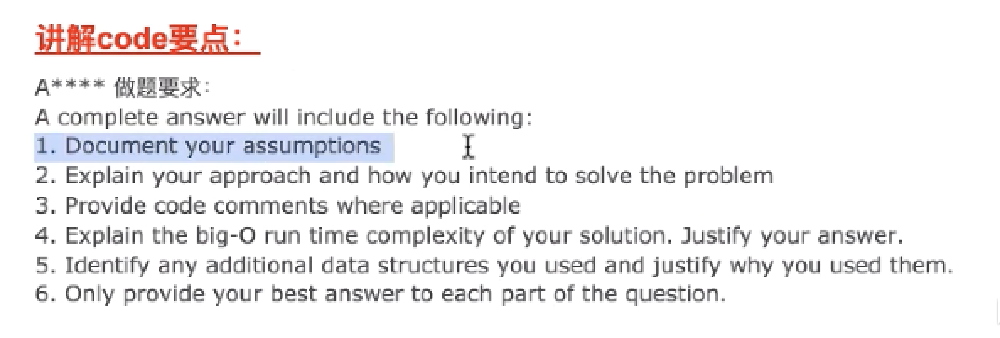 讲解code要点：
A**** 做题要求：
A complete answer will include the following:
1. Document your assumptions
2. Explain your approach and how you intend to solve the problem
3. Provide code comments where applicable
4. Explain the big-O run time complexity of your solution. Justify your answer.
5. Identify any additional data structures you used and justify why you used them.
6. Only provide your best answer to each part of the question.